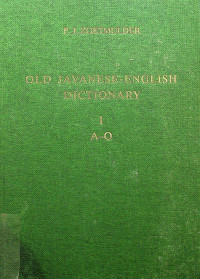 P.J. ZOETMULDER
OLD JAVANESE-ENGLISH
DICTIONARY
I
A-O